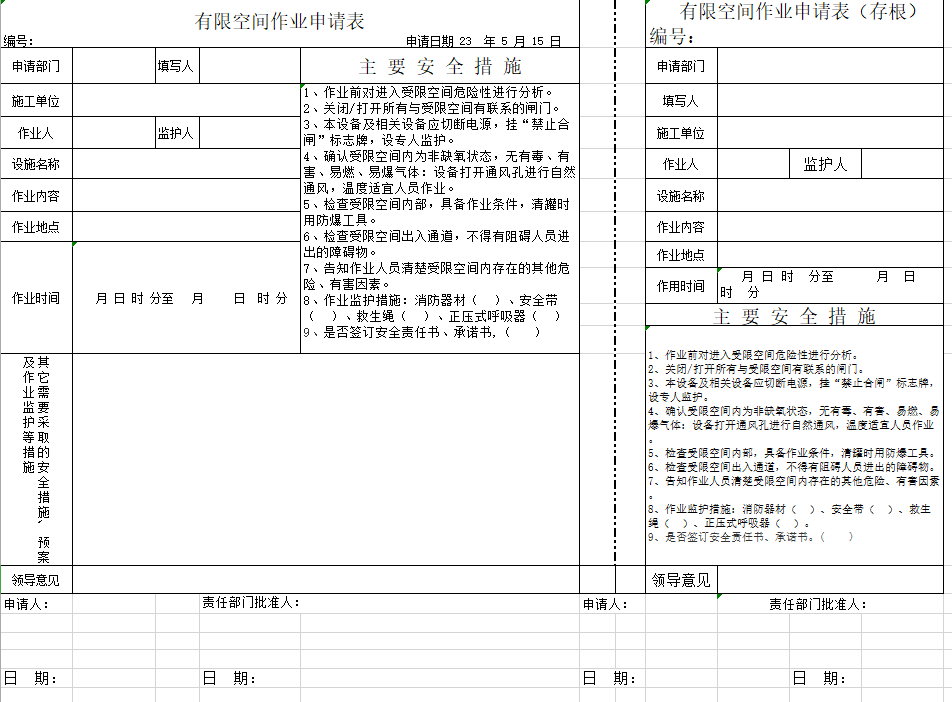 有限空间作业申请表
编号：
申请日期 23 年 5 月 15 日
申请部门
填写人
主 要 安 全 措 施
施工单位
作业人
监护人
设施名称
作业内容
作业地点
作业时间
月 日 时 分至 月 日 时 分
1、作业前对进入受限空间危险性进行分析。
2、关闭/打开所有与受限空间有联系的闸门。
3、本设备及相关设备应切断电源，挂“禁止合
闸”标志牌，设专人监护。
4、确认受限空间内为非缺氧状态，无有毒、有
害、易燃、易爆气体：设备打开通风孔进行自然
通风，温度适宜人员作业。
5、检查受限空间内部，具备作业条件，清罐时
用防爆工具。
6、检查受限空间出入通道，不得有阻碍人员进
出的障碍物。
7、告知作业人员清楚受限空间内存在的其他危
险、有害因素。
8、作业监护措施：消防器材（ ）、安全带
（ ）、救生绳（ ）、正压式呼吸器（ ）
9、是否签订安全责任书、承诺书，（ ）
其它需要采取的安全措施、预案
及作业监护等措施
领导意见
申请人：
责任部门批准人：
日 期：
日 期：
有限空间作业申请表（存根）
编号：
申请部门
填写人
施工单位
作业人
监护人
设施名称
作业内容
作业地点
作用时间
月 日 时 分至 月 日
时 分
主 要 安 全 措 施
1、作业前对进入受限空间危险性进行分析。
2、关闭/打开所有与受限空间有联系的闸门。
3、本设备及相关设备应切断电源，挂“禁止合闸”标志牌，
设专人监护。
4、确认受限空间内为非缺氧状态，无有毒、有害、易燃、易
爆气体：设备打开通风孔进行自然通风，温度适宜人员作业
。
5、检查受限空间内部，具备作业条件，清罐时用防爆工具。
6、检查受限空间出入通道，不得有阻碍人员进出的障碍物。
7、告知作业人员清楚受限空间内存在的其他危险、有害因素
。
8、作业监护措施：消防器材（ ）、安全带（ ）、救生
绳（ ）、正压式呼吸器（ ）。
9、是否签订安全责任书、承诺书。（ ）
领导意见
申请人：
责任部门批准人：
日 期：
日 期：